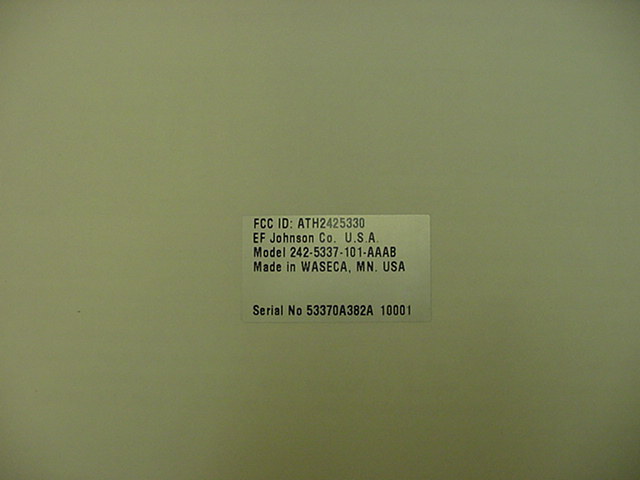 FCC ID: ATH2425330
EF Johnson Co. U.S.A.
Model 242-5337-101-AAAB
Made in WASECA, MN. USA
Serial No 53370A382A 10001